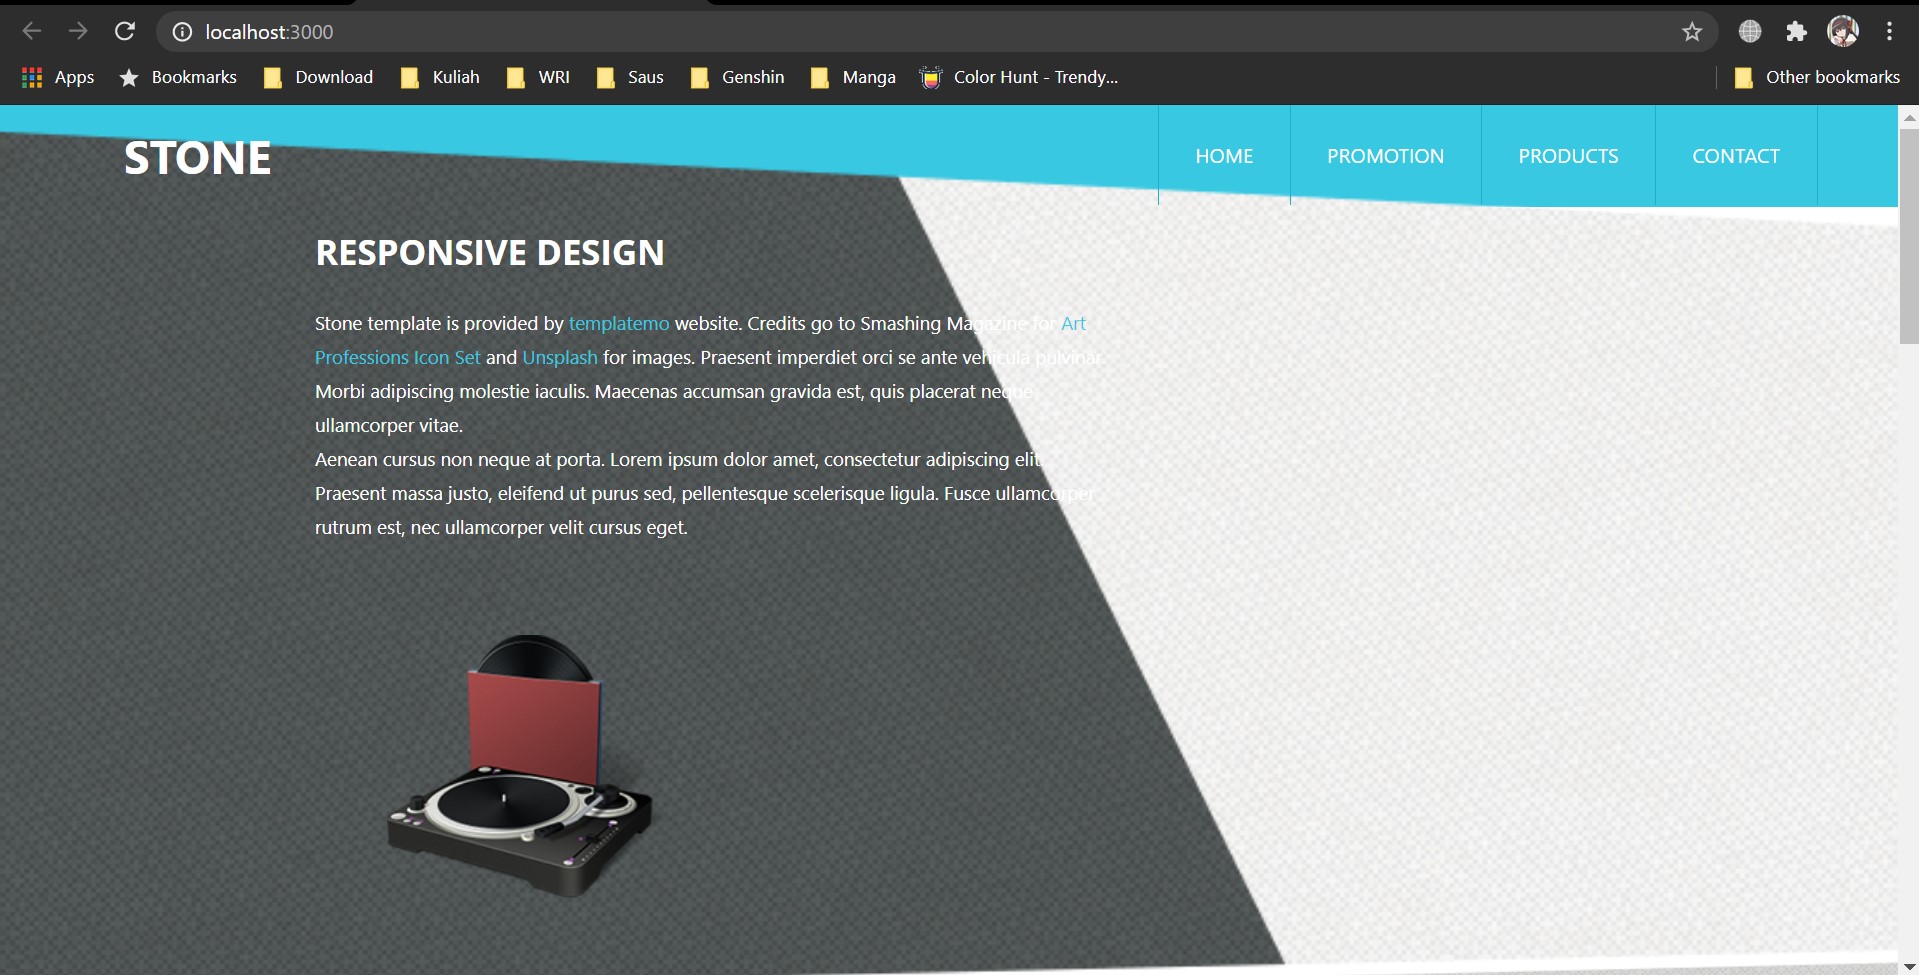 localhost:3000
Apps Bookmarks Download Kuliah WRI Saus Genshin Manga Color Hunt - Trendy... Other bookmarks
STONE HOME PROMOTION PRODUCTS CONTACT
RESPONSIVE DESIGN
Stone template is provided by templatemo website. Credits go to Smashing Magazine for Art
Professions Icon Set and Unsplash for images. Praesent imperdiet orci se ante vehicula pulvinar.
Morbi adipiscing molestie iaculis. Maecenas accumsan gravida est, quis placerat neque
ullamcorper vitae.
Aenean cursus non neque at porta. Lorem ipsum dolor amet, consectetur adipiscing elit.
Praesent massa justo, eleifend ut purus sed, pellentesque scelerisque ligula. Fusce ullamcorper
rutrum est, nec ullamcorper velit cursus eget.